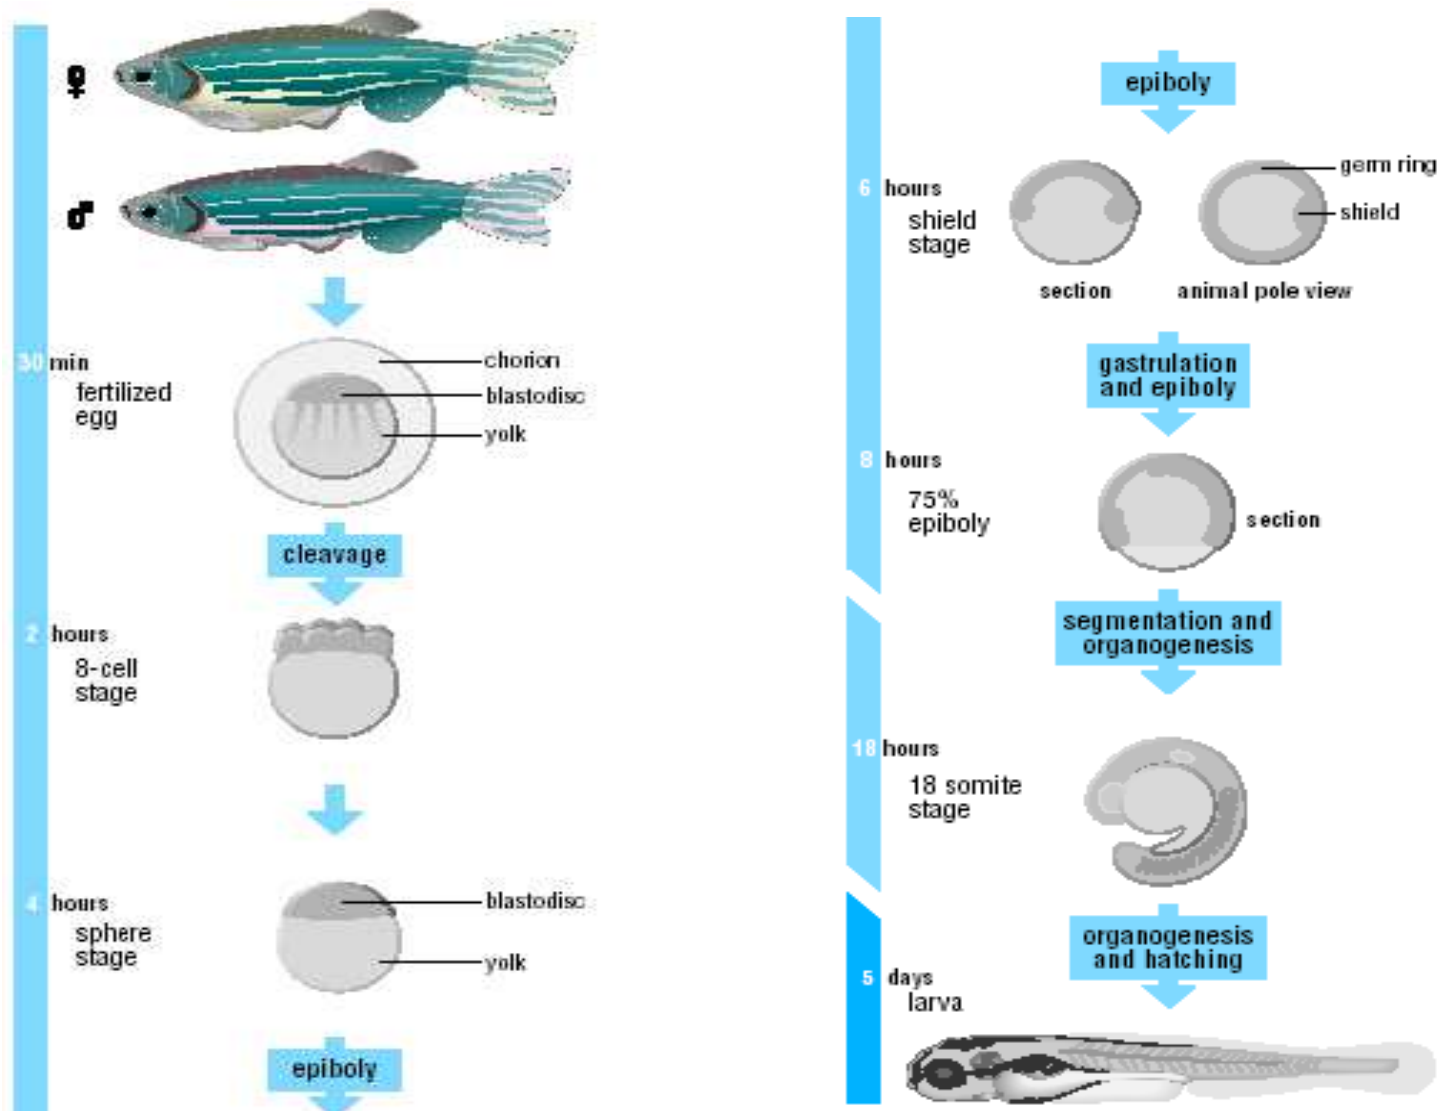 ♀
♂
30 min
fertilized
egg
chorion
blastodisc
yolk
cleavage
2 hours
8-cell
stage
4 hours
sphere
stage
blastodisc
yolk
epiboly
epiboly
6 hours
shield
stage
germ ring
shield
section
animal pole view
gastrulation
and epiboly
8 hours
75%
epiboly
section
segmentation and
organogenesis
18 hours
18 somite
stage
organogenesis
and hatching
5 days
larva